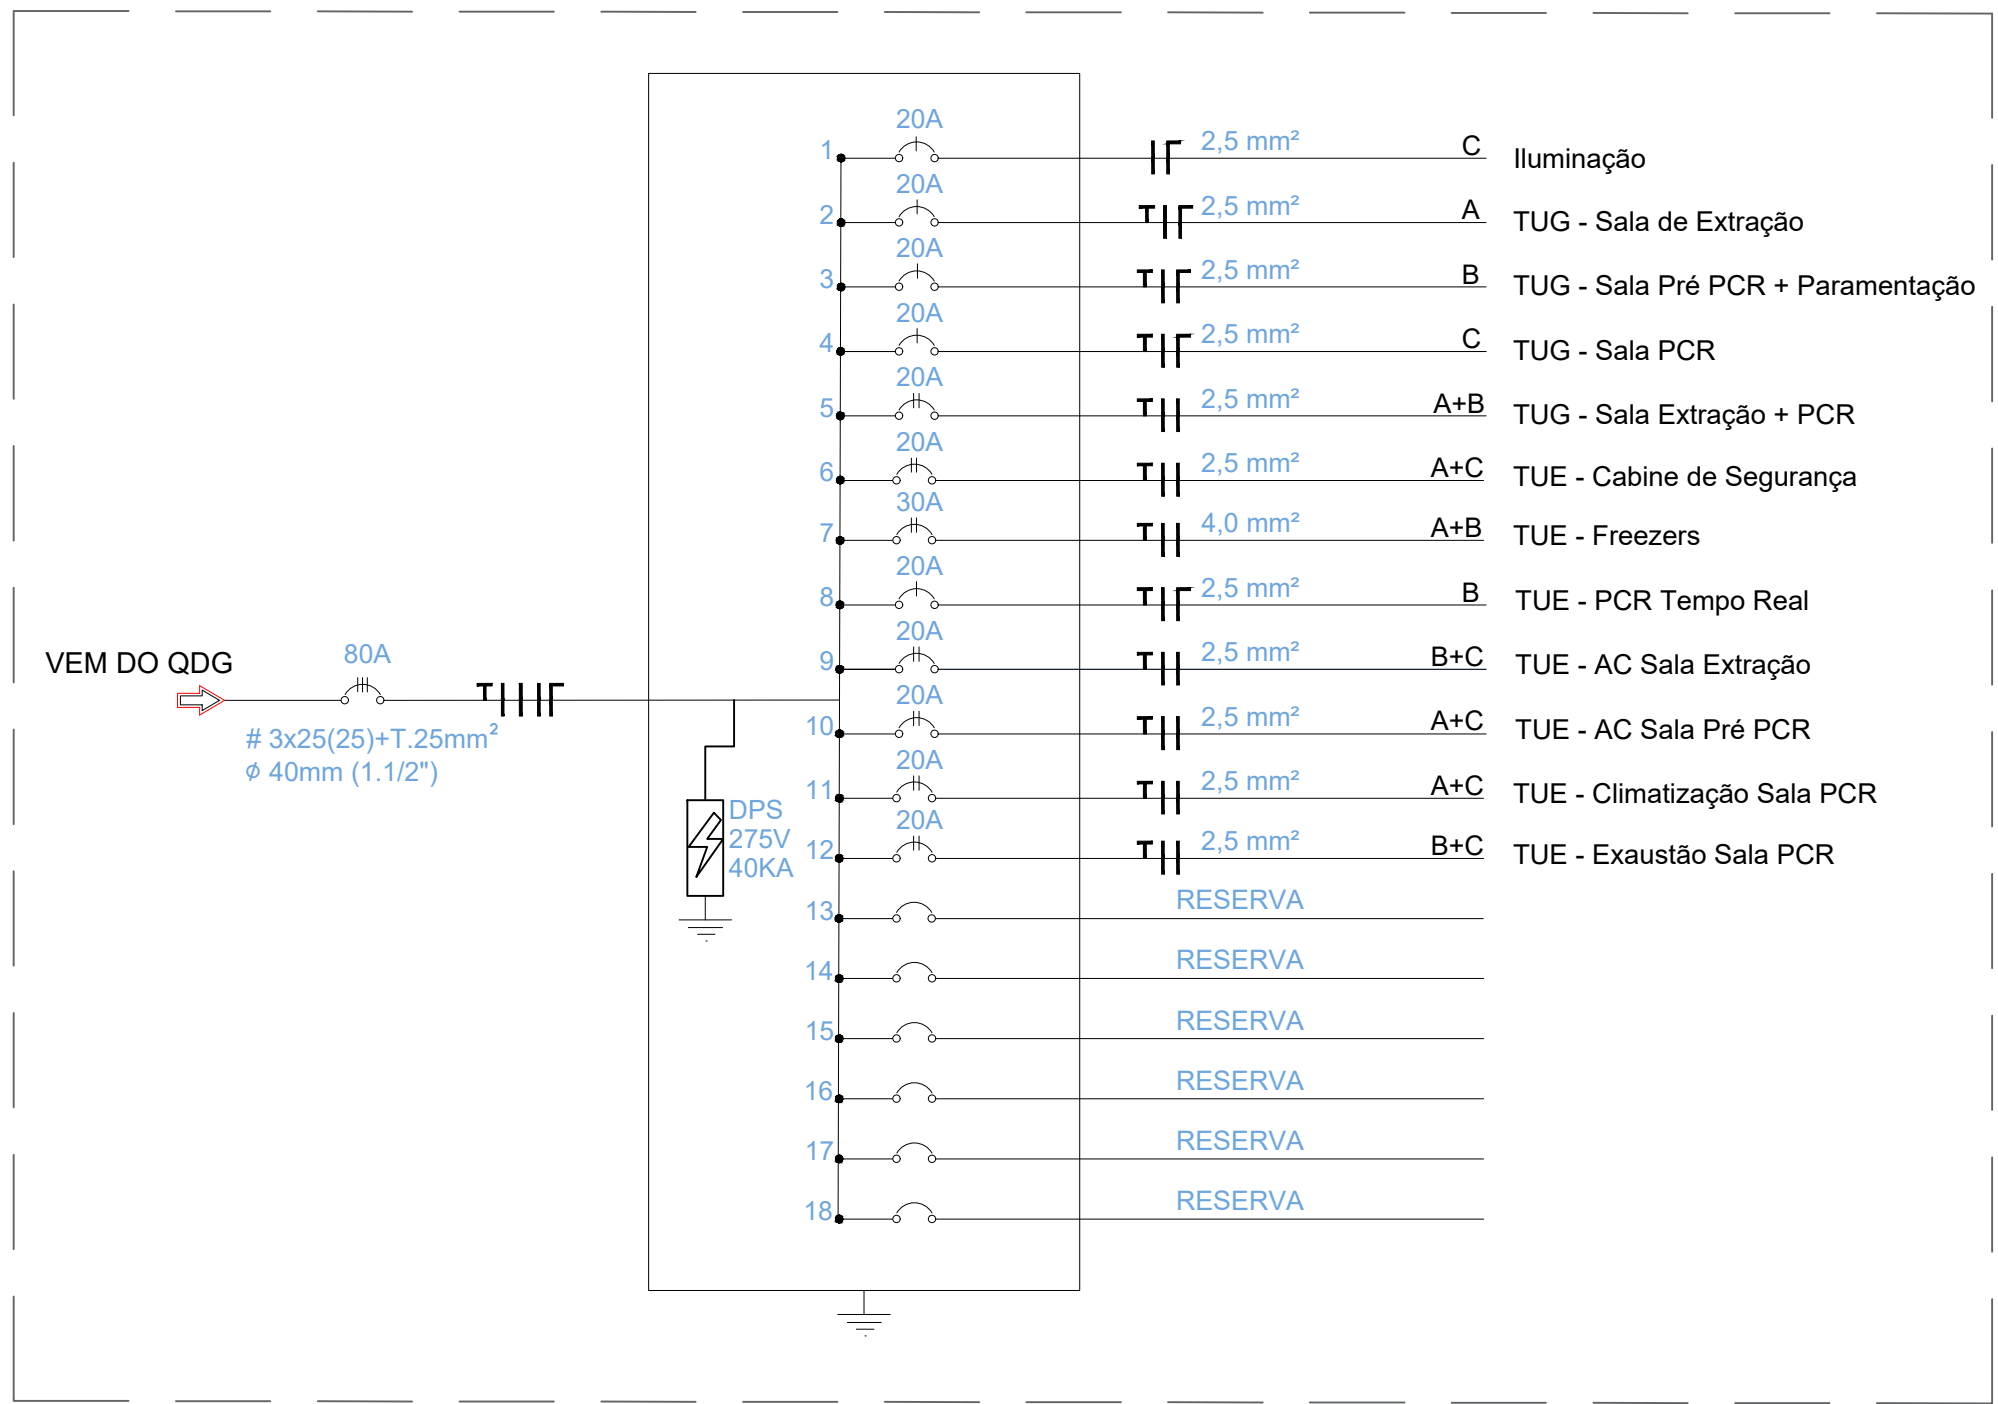 20A
1
2,5 mm²
C
Iluminação
20A
2
2,5 mm²
A
TUG - Sala de Extração
20A
3
2,5 mm²
B
TUG - Sala Pré PCR + Paramentação
20A
4
2,5 mm²
C
TUG - Sala PCR
20A
5
2,5 mm²
A+B
TUG - Sala Extração + PCR
20A
6
2,5 mm²
A+C
TUE - Cabine de Segurança
30A
7
4,0 mm²
A+B
TUE - Freezers
20A
8
2,5 mm²
B
TUE - PCR Tempo Real
20A
9
2,5 mm²
B+C
TUE - AC Sala Extração
VEM DO QDG
80A
# 3x25(25)+T.25mm²
ϕ 40mm (1.1/2")
20A
10
2,5 mm²
A+C
TUE - AC Sala Pré PCR
20A
11
2,5 mm²
A+C
TUE - Climatização Sala PCR
DPS
275V
40KA
20A
12
2,5 mm²
B+C
TUE - Exaustão Sala PCR
13
RESERVA
14
RESERVA
15
RESERVA
16
RESERVA
17
RESERVA
18
RESERVA